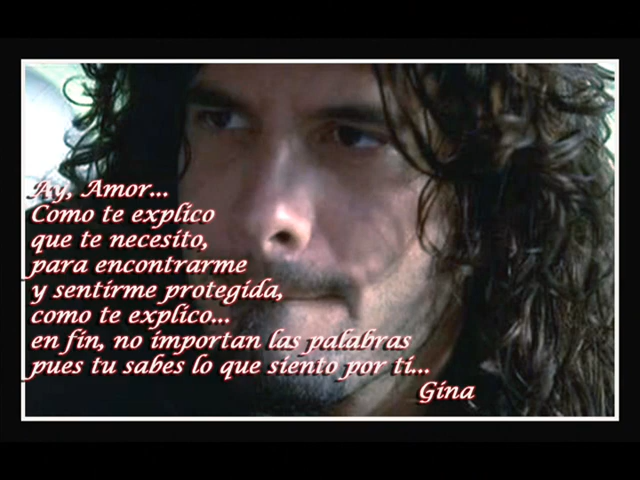 Ay, Amor...
Como te explico
que te necesito,
para encontrarme
y sentirme protegida,
como te explico...
en fin, no importan las palabras
pues tu sabes lo que siento por ti...
Gina